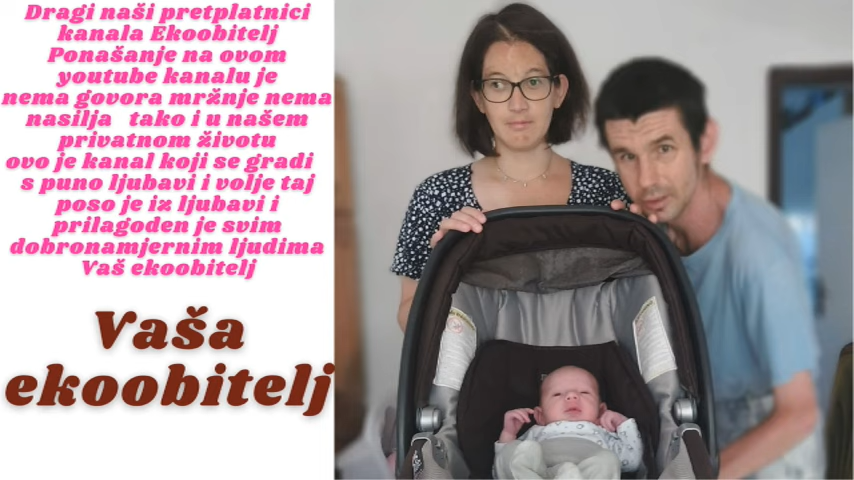 Dragi naši pretplatnici
kanala Ekoobitelj
Ponašanje na ovom
youtube kanalu je
nema govora mržnje nema
nasilja tako i u našem
privatnom životu
ovo je kanal koji se gradi
s puno ljubavi i volje taj
poso je iz ljubavi i
prilagođen je svim
dobronamjernim ljudima
Vaš ekoobitelj
Vaša
ekoobitelj